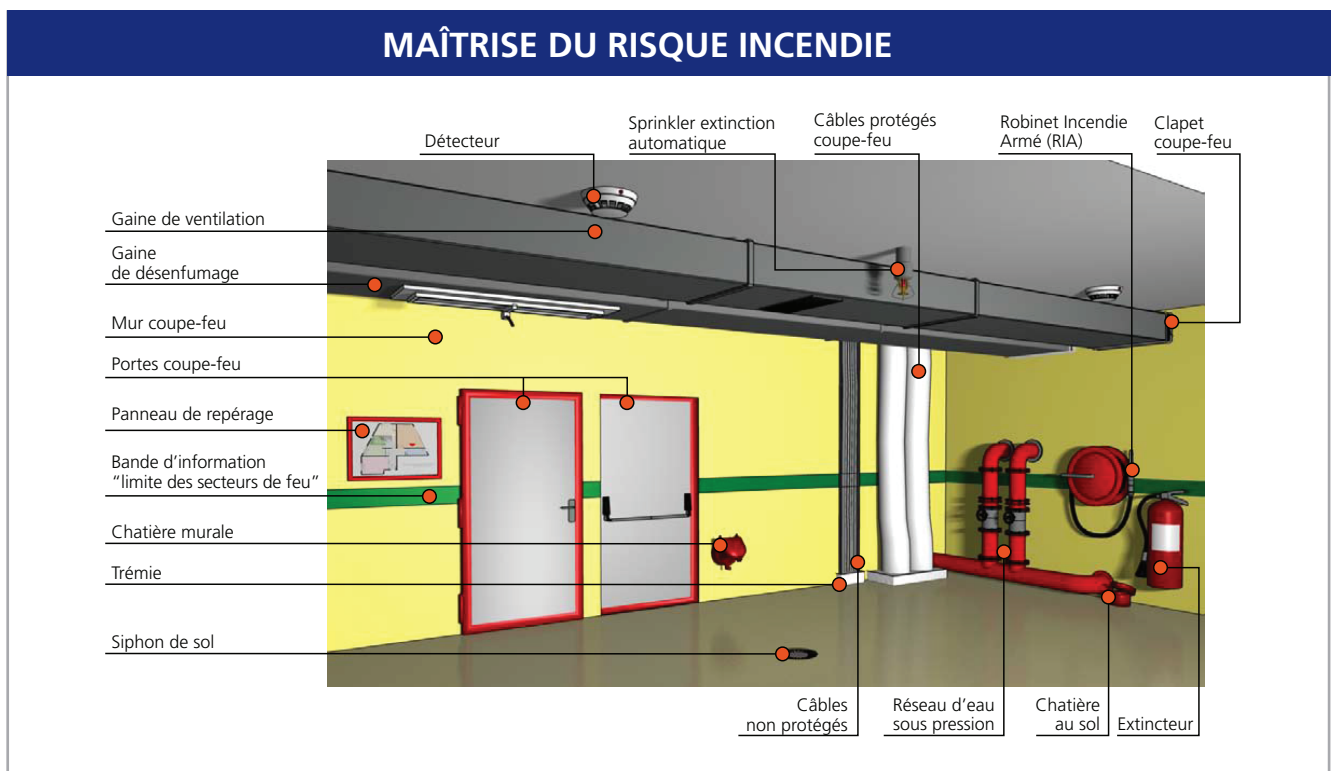 MAÎTRISE DU RISQUE INCENDIE
Détecteur
Sprinkler extinction
automatique
Câbles protégés
coupe-feu
Robinet Incendie
Armé (RIA)
Clapet
coupe-feu
Gaine de ventilation
Gaine
de désenfumage
Mur coupe-feu
Portes coupe-feu
Panneau de repérage
Bande d’information
“limite des secteurs de feu”
Chatière murale
Trémie
Siphon de sol
Câbles
non protégés
Réseau d’eau
sous pression
Chatière
au sol
Extincteur